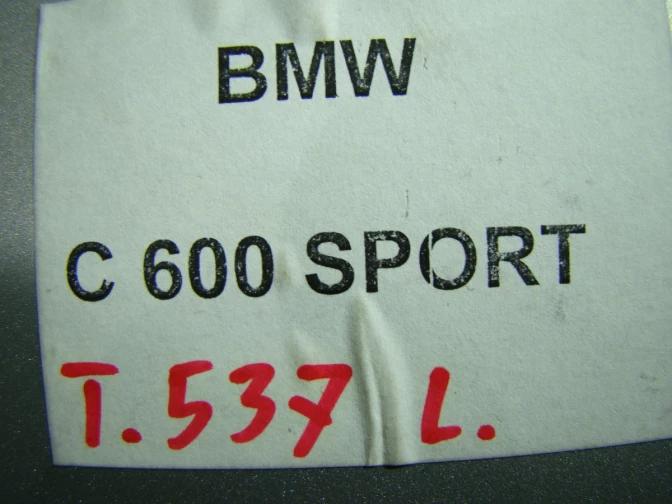 BMW
C 600 SPORT
T. 537 L.